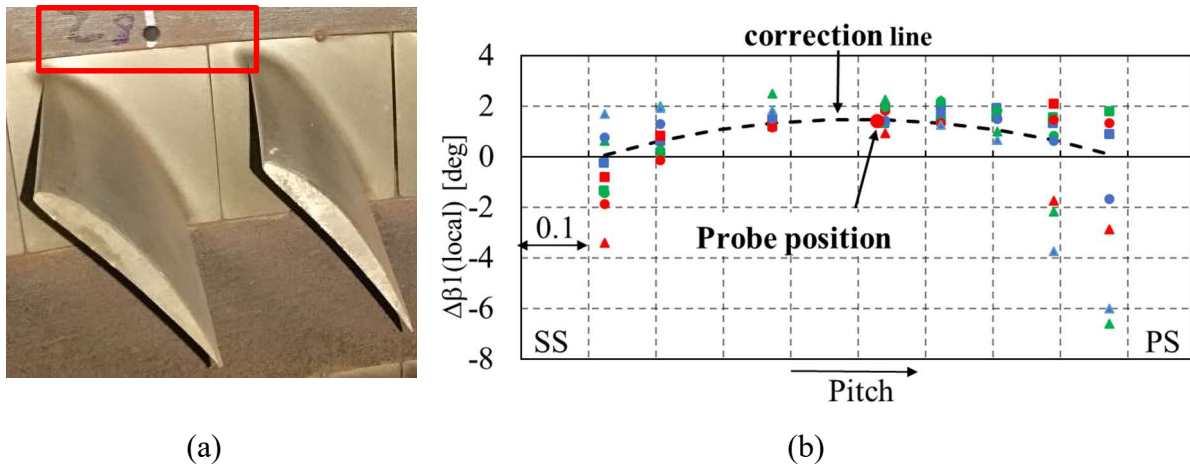 correction line
4
2
0
-2
-4
-6
-8
Δβ1(local) [deg]
0.1
Probe position
SS
PS
Pitch
(a)
(b)